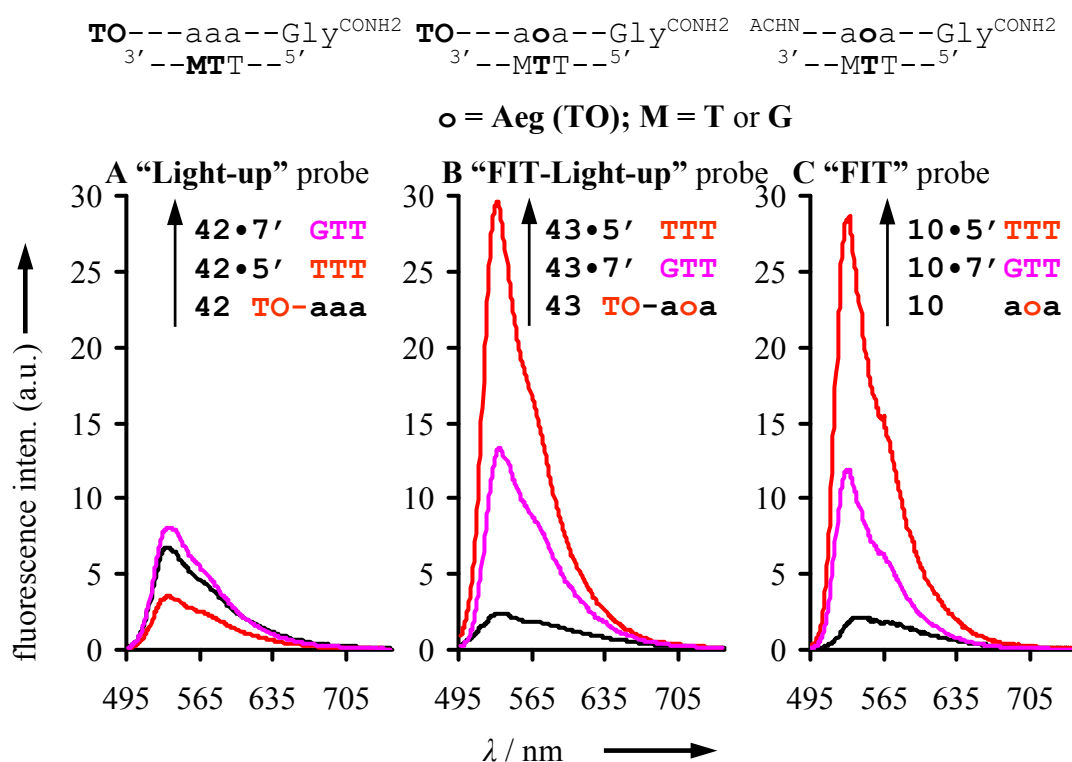 TO---aaa--Gly^CONH2 TO---aoa--Gly^CONH2 ACHN--aoa--Gly^CONH2
3’--MTT--5’ 3’--MTT--5’ 3’--MTT--5’
o = Aeg (TO); M = T or G
A “Light-up” probe B “FIT-Light-up” probe C “FIT” probe
30 30 30
42•7’ GTT 43•5’ TTT 10•5’ TTT
25 25 25
42•5’ TTT 43•7’ GTT 10•7’ GTT
42 TO-aaa 43 TO-aoa 10 aoa
20 20 20
15 15 15
10 10 10
5 5 5
0 0 0
495 565 635 705 495 565 635 705 495 565 635 705
fluorescence inten. (a.u.)
λ / nm